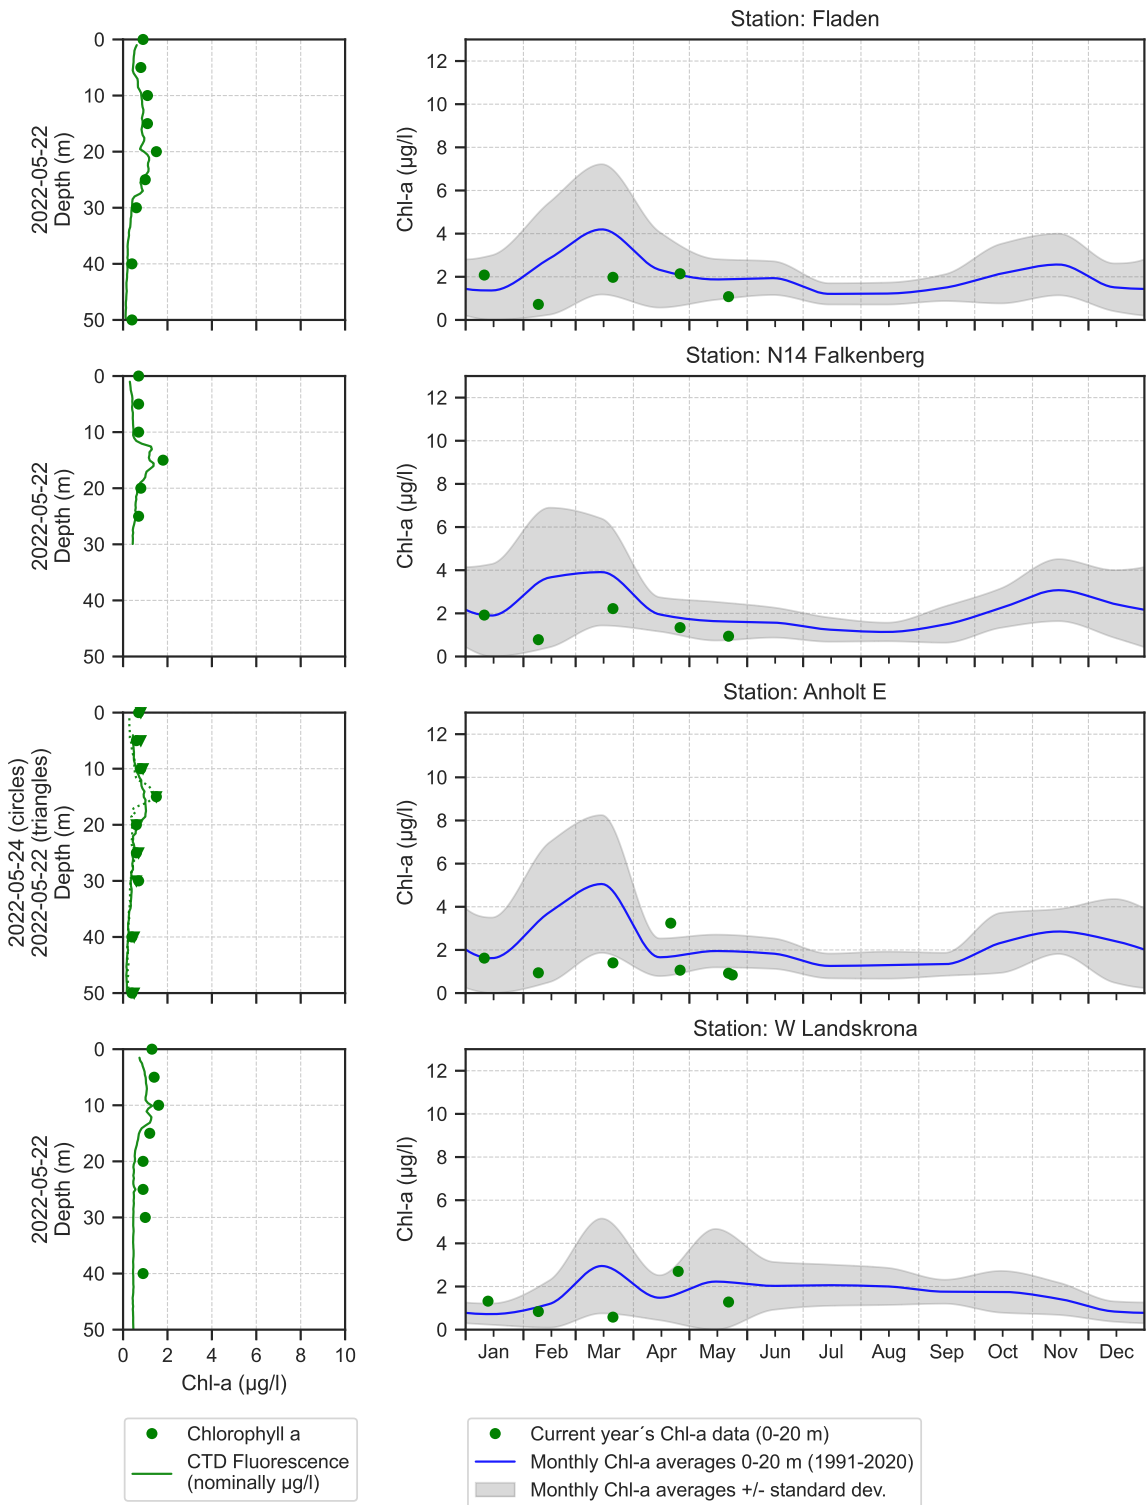 Station: Fladen
0
10
20
30
40
50
2022-05-22
Depth (m)
12
10
8
6
4
2
0
Chl-a (µg/l)
Station: N14 Falkenberg
0
10
20
30
40
50
2022-05-22
Depth (m)
12
10
8
6
4
2
0
Chl-a (µg/l)
Station: Anholt E
0
10
20
30
40
50
2022-05-24 (circles)
2022-05-22 (triangles)
Depth (m)
12
10
8
6
4
2
0
Chl-a (µg/l)
Station: W Landskrona
0
10
20
30
40
50
2022-05-22
Depth (m)
0 2 4 6 8 10
Chl-a (µg/l)
12
10
8
6
4
2
0
Chl-a (µg/l)
Jan Feb Mar Apr May Jun Jul Aug Sep Oct Nov Dec
Chlorophyll a
CTD Fluorescence
(nominally µg/l)
Current year´s Chl-a data (0-20 m)
Monthly Chl-a averages 0-20 m (1991-2020)
Monthly Chl-a averages +/- standard dev.